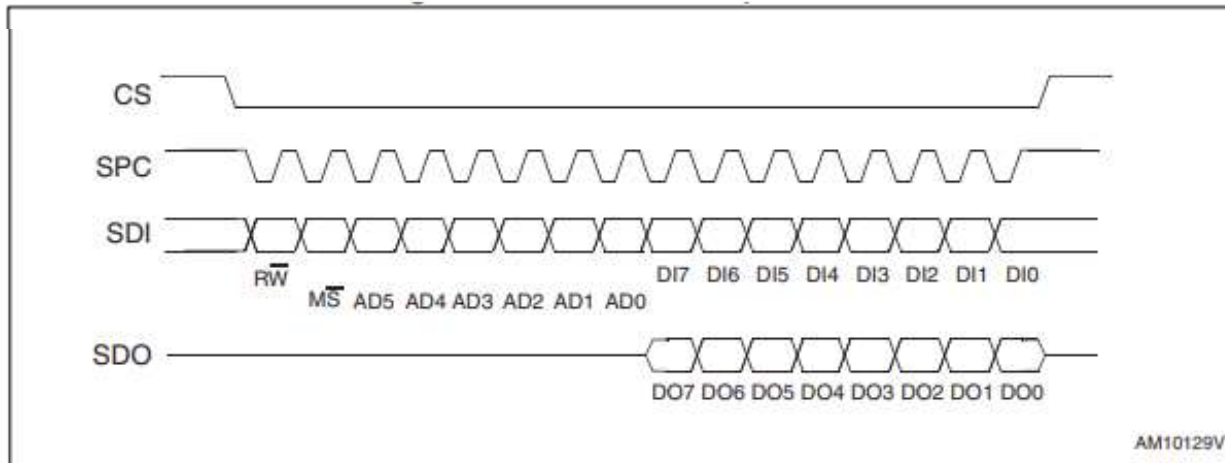 CS
SPC
SDI
RW̅ DI7 DI6 DI5 DI4 DI3 DI2 DI1 DI0
MS̅ AD5 AD4 AD3 AD2 AD1 AD0
SDO
DO7 DO6 DO5 DO4 DO3 DO2 DO1 DO0
AM10129V